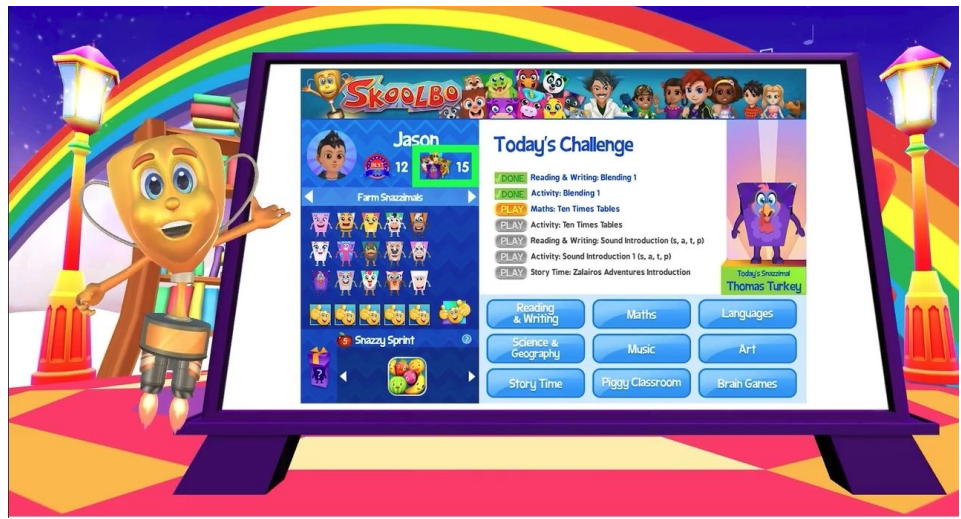 SKOOLBO
Jason
BEST
12
15
Farm Snazzimals
5
Snazzy Sprint
?
?
Today's Challenge
DONE Reading & Writing: Blending 1
DONE Activity: Blending 1
PLAY Maths: Ten Times Tables
PLAY Activity: Ten Times Tables
PLAY Reading & Writing: Sound Introduction (s, a, t, p)
PLAY Activity: Sound Introduction 1 (s, a, t, p)
PLAY Story Time: Zalairos Adventures Introduction
Today's Snazzimal
Thomas Turkey
Reading
& Writing
Maths
Languages
Science &
Geography
Music
Art
Story Time
Piggy Classroom
Brain Games